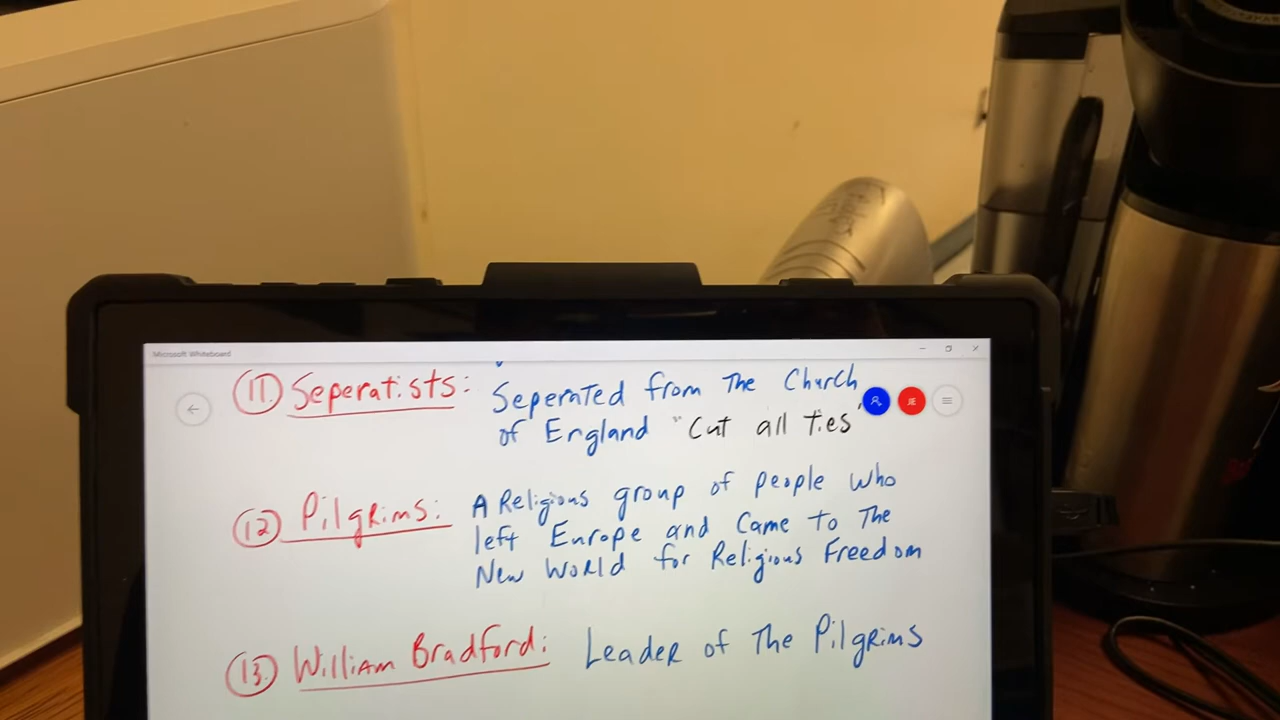 Microsoft Whiteboard
11. Seperatists: Seperated from The Church
of England "Cut all ties"
JE
12. Pilgrims: A Religious group of people who
left Europe and Came to The
New World for Religious Freedom
13. William Bradford: Leader of The Pilgrims